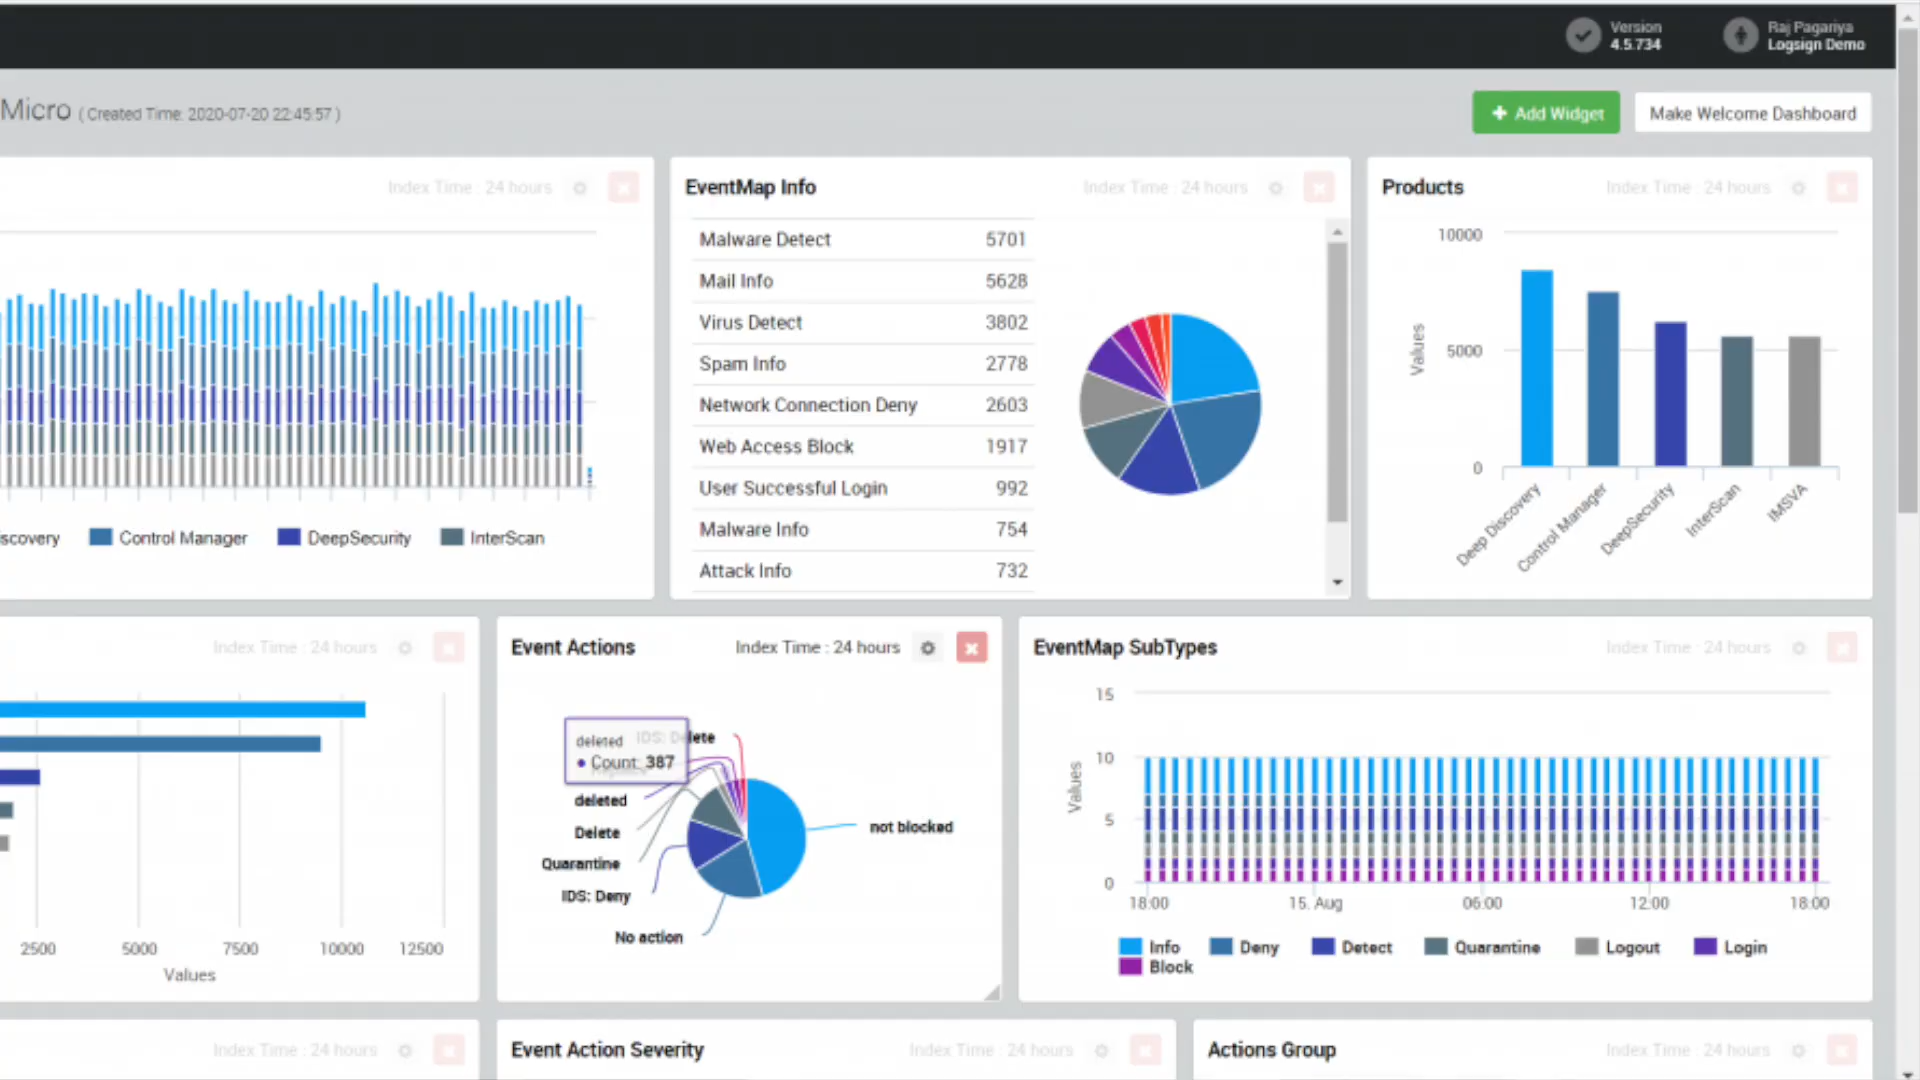 Version
4.5.734
Raj Pagariya
Logsign Demo
Micro ( Created Time: 2020-07-20 22:45:57 )
Add Widget
Make Welcome Dashboard
Index Time : 24 hours
EventMap Info
Index Time : 24 hours
Products
Index Time : 24 hours
Malware Detect 5701
Mail Info 5628
Virus Detect 3802
Spam Info 2778
Network Connection Deny 2603
Web Access Block 1917
User Successful Login 992
Malware Info 754
Attack Info 732
10000
5000
0
Values
Deep Discovery
Control Manager
DeepSecurity
InterScan
IMSVA
iscovery
Control Manager
DeepSecurity
InterScan
Index Time : 24 hours
2500 5000 7500 10000 12500
Values
Event Actions
Index Time : 24 hours
deleted
Count: 387
IDS: Delete
deleted
Delete
Quarantine
IDS: Deny
No action
not blocked
EventMap SubTypes
Index Time : 24 hours
15
10
5
0
Values
18:00 15. Aug 06:00 12:00 18:00
Info Deny Detect Quarantine Logout Login
Block
Index Time : 24 hours
Event Action Severity
Index Time : 24 hours
Actions Group
Index Time : 24 hours